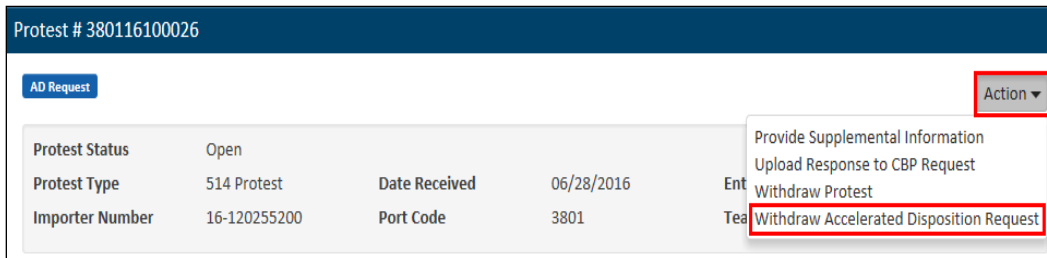 Protest # 380116100026
AD Request
Action
Provide Supplemental Information
Upload Response to CBP Request
Withdraw Protest
Withdraw Accelerated Disposition Request
Protest Status Open
Protest Type 514 Protest Date Received 06/28/2016 Ent
Importer Number 16-120255200 Port Code 3801 Tea